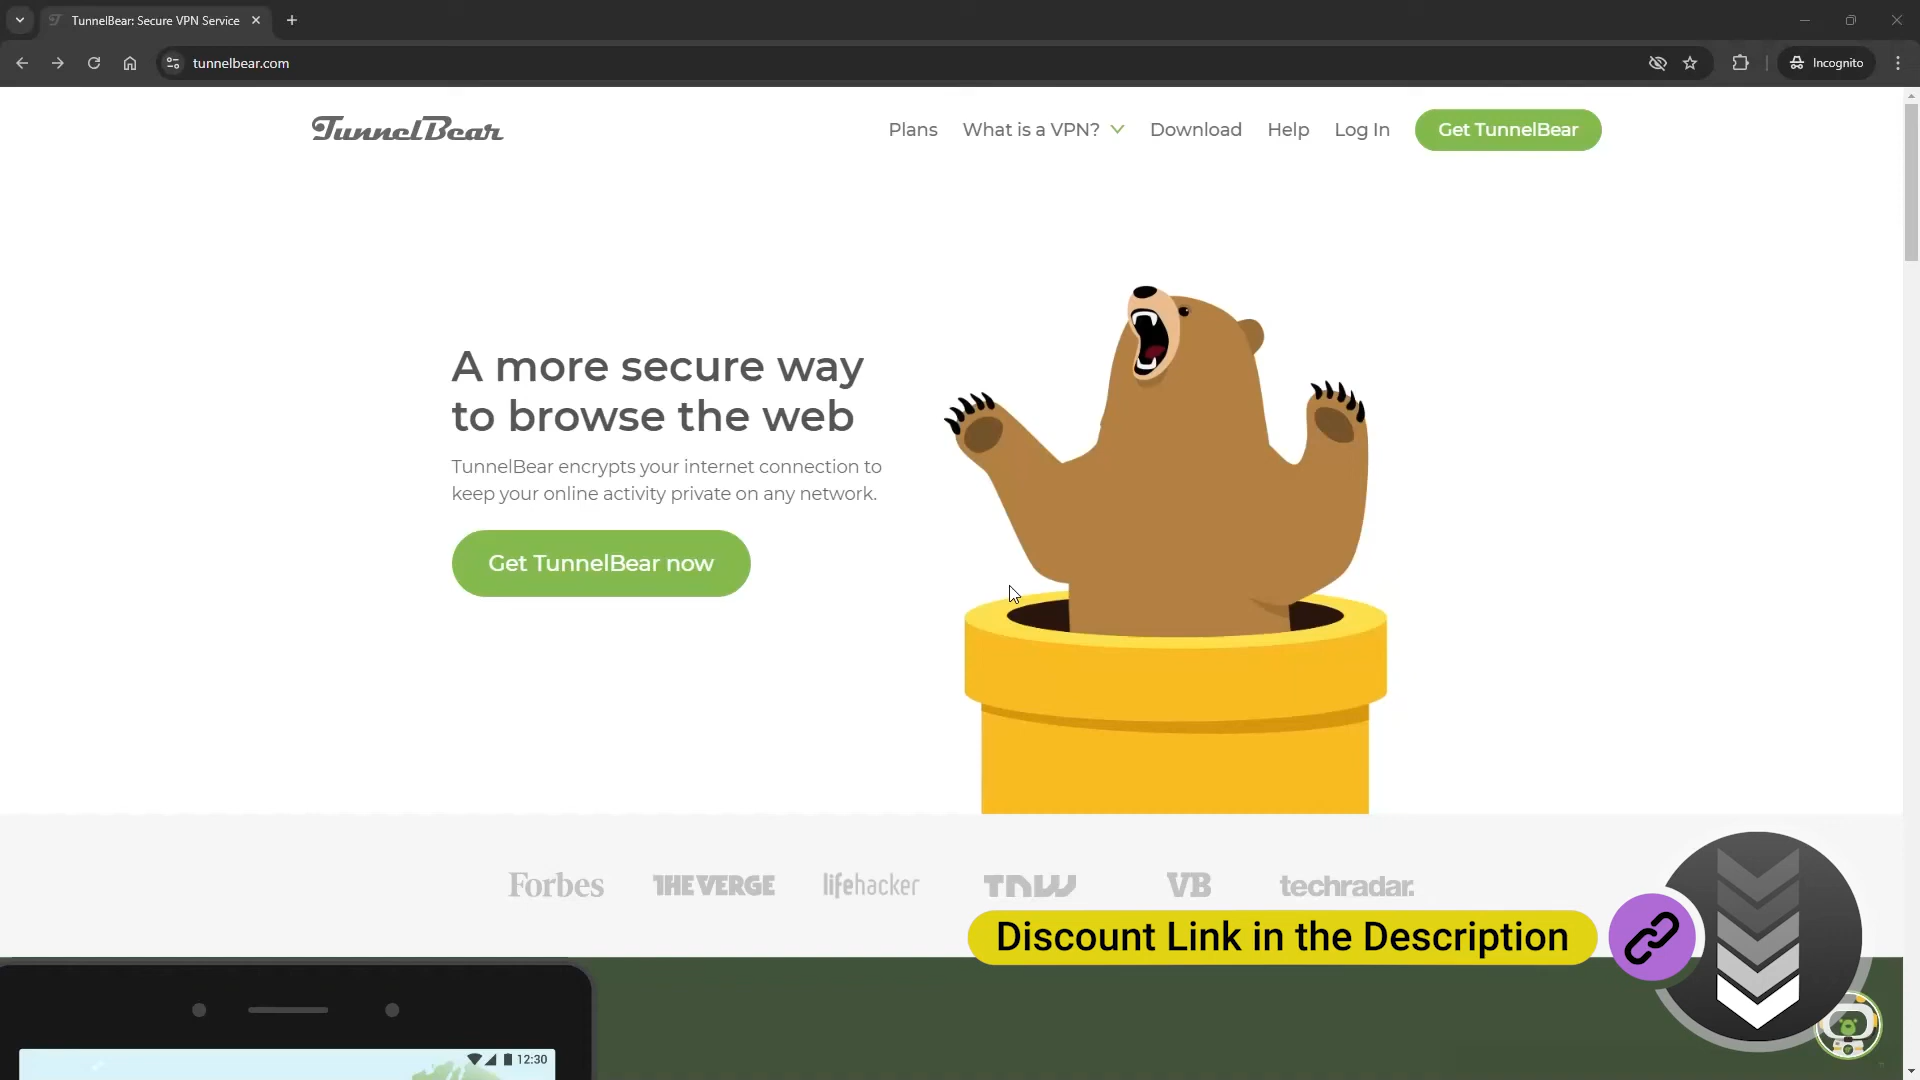 TunnelBear: Secure VPN Service
tunnelbear.com
Incognito
TunnelBear
Plans
What is a VPN?
Download
Help
Log In
Get TunnelBear
A more secure way
to browse the web
TunnelBear encrypts your internet connection to
keep your online activity private on any network.
Get TunnelBear now
Forbes
THE VERGE
lifehacker
TNW
VB
techradar.
Discount Link in the Description
12:30